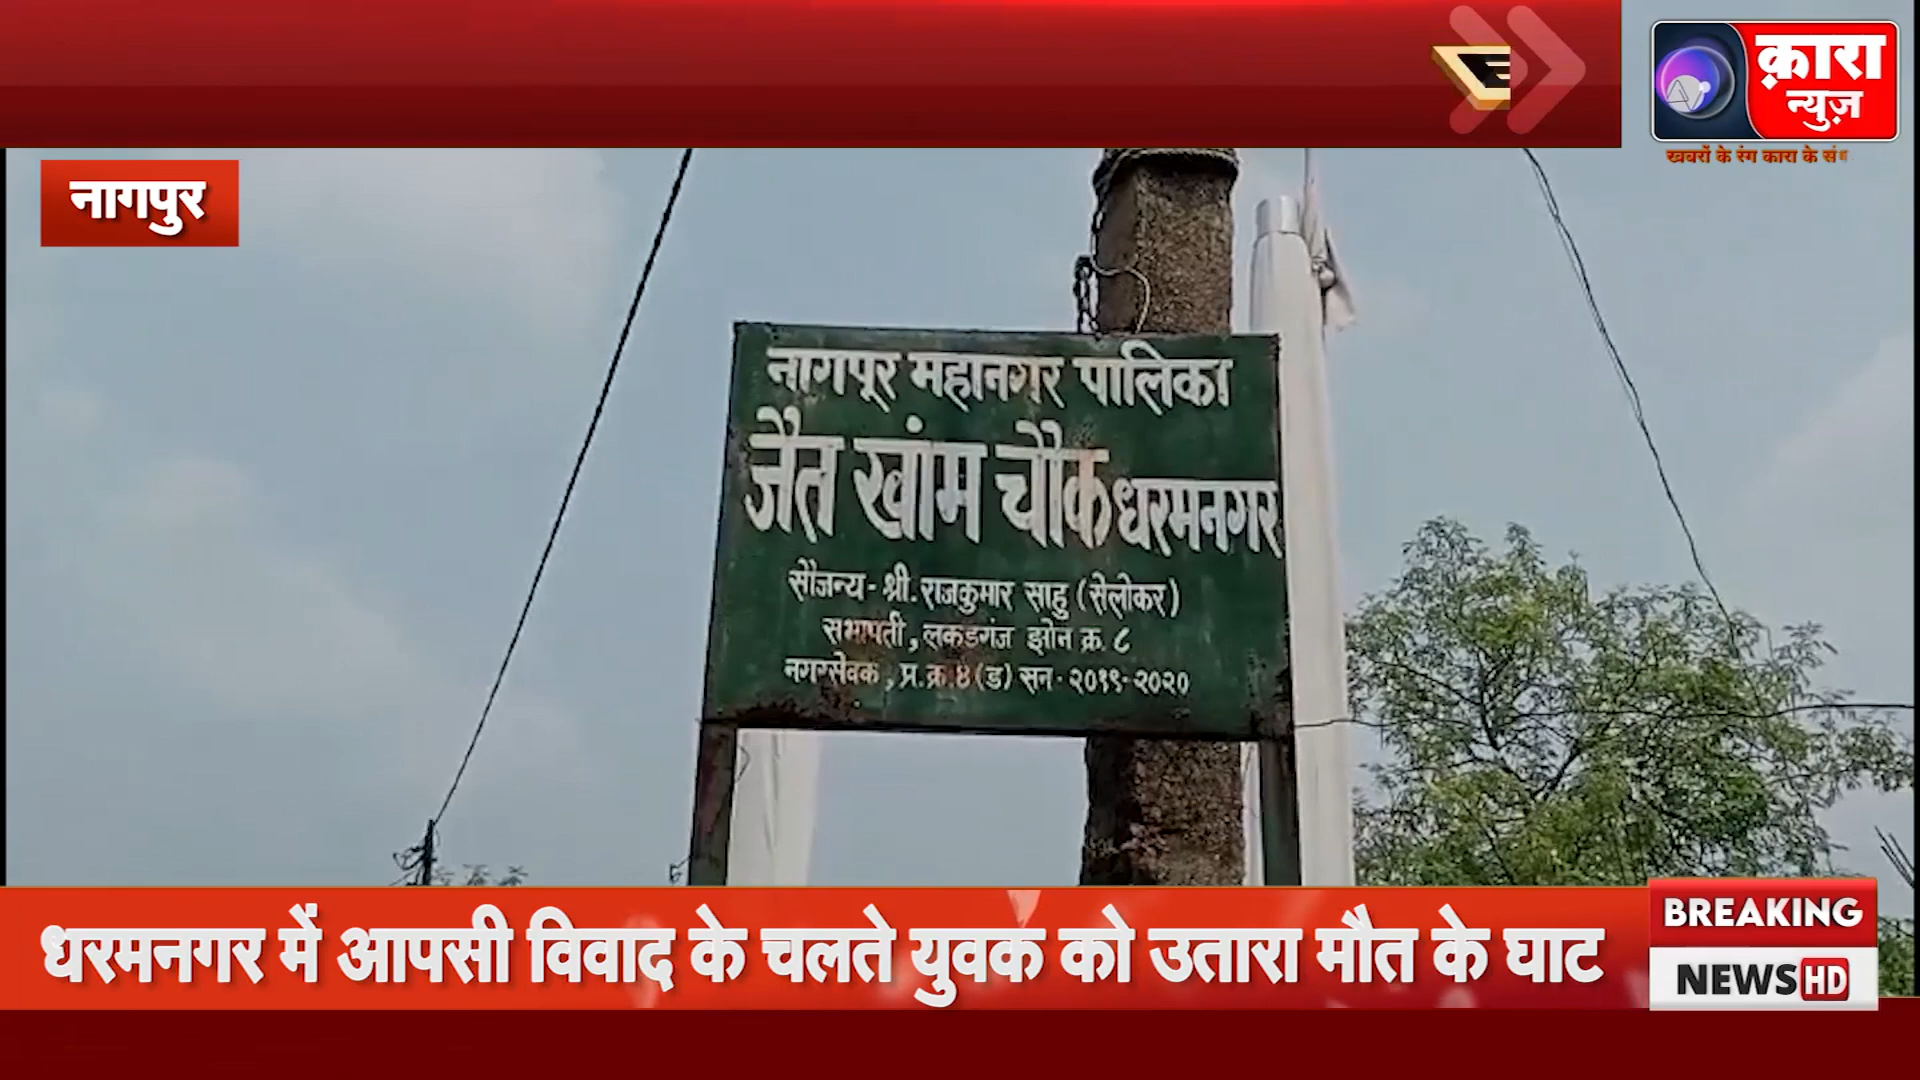 क़ारा
न्यूज़
खबरों के रंग कारा के
नागपुर
नागपूर महानगर पालिका
जैत खांम चौक धरमनगर
सौजन्य - श्री. राजकुमार साहु (सेलोकर)
सभापती, लकडगंज झोन क्र. ८
नगरसेवक, प्र. क्र. ४ (ड) सन - २०१९-२०२०
धरमनगर में आपसी विवाद के चलते युवक को उतारा मौत के घाट
BREAKING
NEWS HD